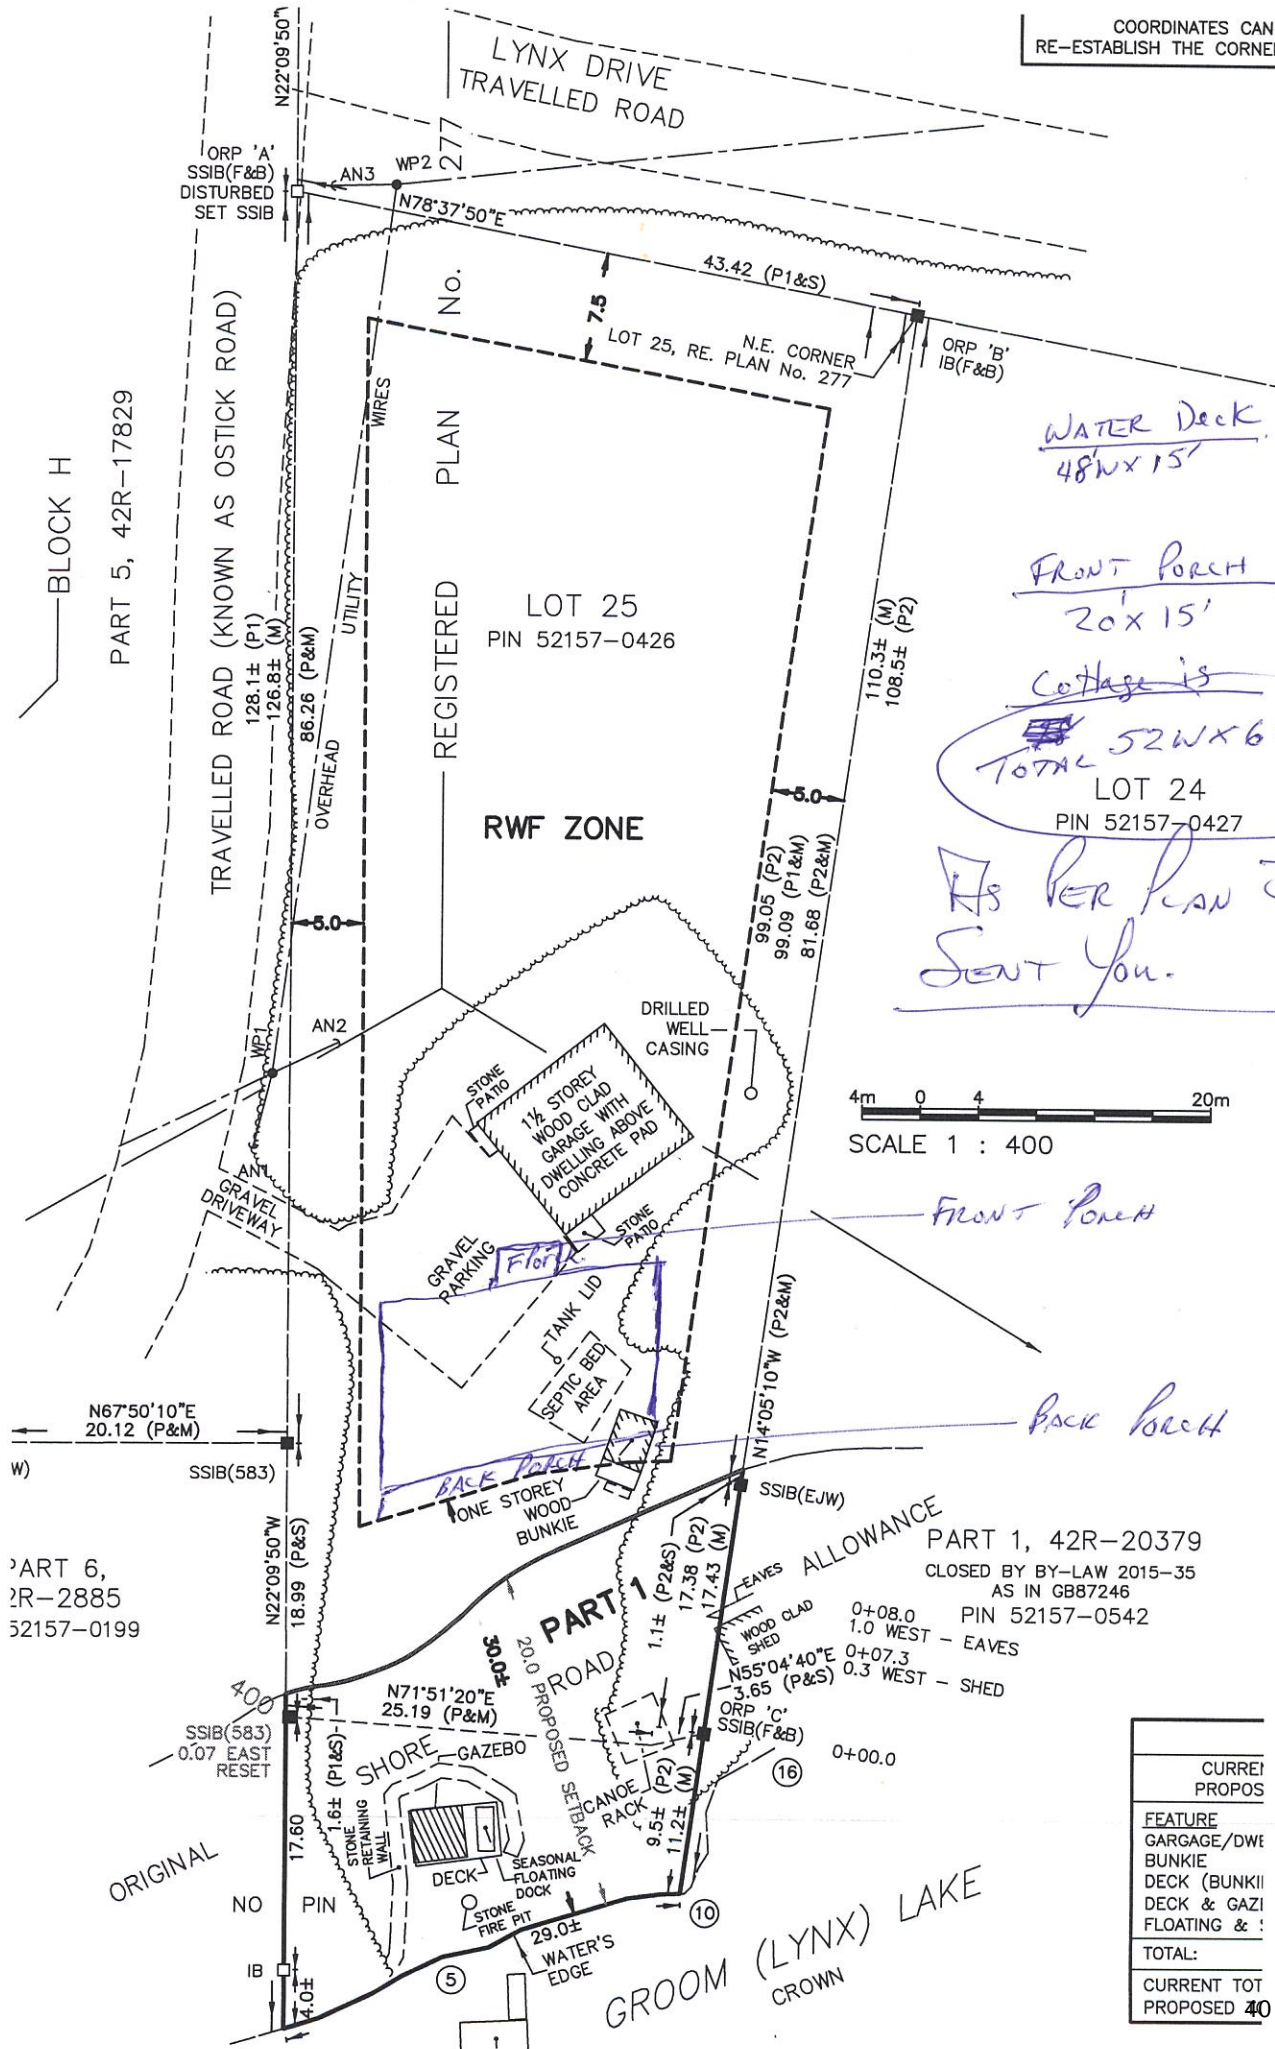 COORDINATES CAN
RE-ESTABLISH THE CORNE
LYNX DRIVE
TRAVELLED ROAD
N22°09'50"
277
ORP 'A'
SSIB(F&B)
DISTURBED
SET SSIB
AN3
WP2
N78°37'50"E
43.42 (P1&S)
7.5
No.
N.E. CORNER
LOT 25, RE. PLAN No. 277
ORP 'B'
IB(F&B)
WATER Deck
48'W X 15'
FRONT PORCH
20' X 15'
Cottage is
TOTAL 52W X 6
LOT 24
PIN 52157-0427
AS PER PLAN
SENT You.
BLOCK H
PART 5, 42R-17829
TRAVELLED ROAD (KNOWN AS OSTICK ROAD)
128.1± (P1)
126.8± (M)
86.26 (P&M)
WIRES
UTILITY
OVERHEAD
PLAN
REGISTERED
LOT 25
PIN 52157-0426
110.3± (M)
108.5± (P2)
RWF ZONE
5.0
5.0
99.05 (P2)
99.09 (P1&M)
81.68 (P2&M)
WP1
AN2
DRILLED
WELL
CASING
STONE
PATIO
1½ STOREY
WOOD CLAD
GARAGE WITH
DWELLING ABOVE
CONCRETE PAD
4m 0 4 20m
SCALE 1 : 400
AN1
GRAVEL
DRIVEWAY
FRONT PORCH
STONE
PATIO
GRAVEL
PARKING
TANK LID
SEPTIC BED
AREA
N14°05'10"W (P2&M)
N67°50'10"E
20.12 (P&M)
W)
SSIB(583)
BACK PORCH
BACK PORCH
ONE STOREY
WOOD
BUNKIE
SSIB(EJW)
PART 6,
2R-2885
52157-0199
N22°09'50"W
18.99 (P&S)
PART 1, 42R-20379
CLOSED BY BY-LAW 2015-35
AS IN GB87246
PIN 52157-0542
ALLOWANCE
EAVES
WOOD CLAD
SHED
1.1± (P2&S)
17.38 (P2)
17.43 (M)
PART 1
ROAD
30.0±
20.0 PROPOSED SETBACK
0+08.0
1.0 WEST - EAVES
0+07.3
0.3 WEST - SHED
N55°04'40"E
3.65 (P&S)
ORP 'C'
SSIB(F&B)
0+00.0
16
400
N71°51'20"E
25.19 (P&M)
SSIB(583)
0.07 EAST
RESET
1.6± (P1&S)
SHORE
GAZEBO
CANOE
RACK
9.5± (P2)
11.2± (M)
17.60
STONE
RETAINING
WALL
DECK
SEASONAL
FLOATING
DOCK
STONE
FIRE PIT
ORIGINAL
NO PIN
29.0±
WATER'S
EDGE
10
5
IB
4.0±
GROOM (LYNX) LAKE
CROWN
CURREN
PROPOS
FEATURE
GARGAGE/DWE
BUNKIE
DECK (BUNKI
DECK & GAZ
FLOATING &
TOTAL:
CURRENT TOT
PROPOSED
40